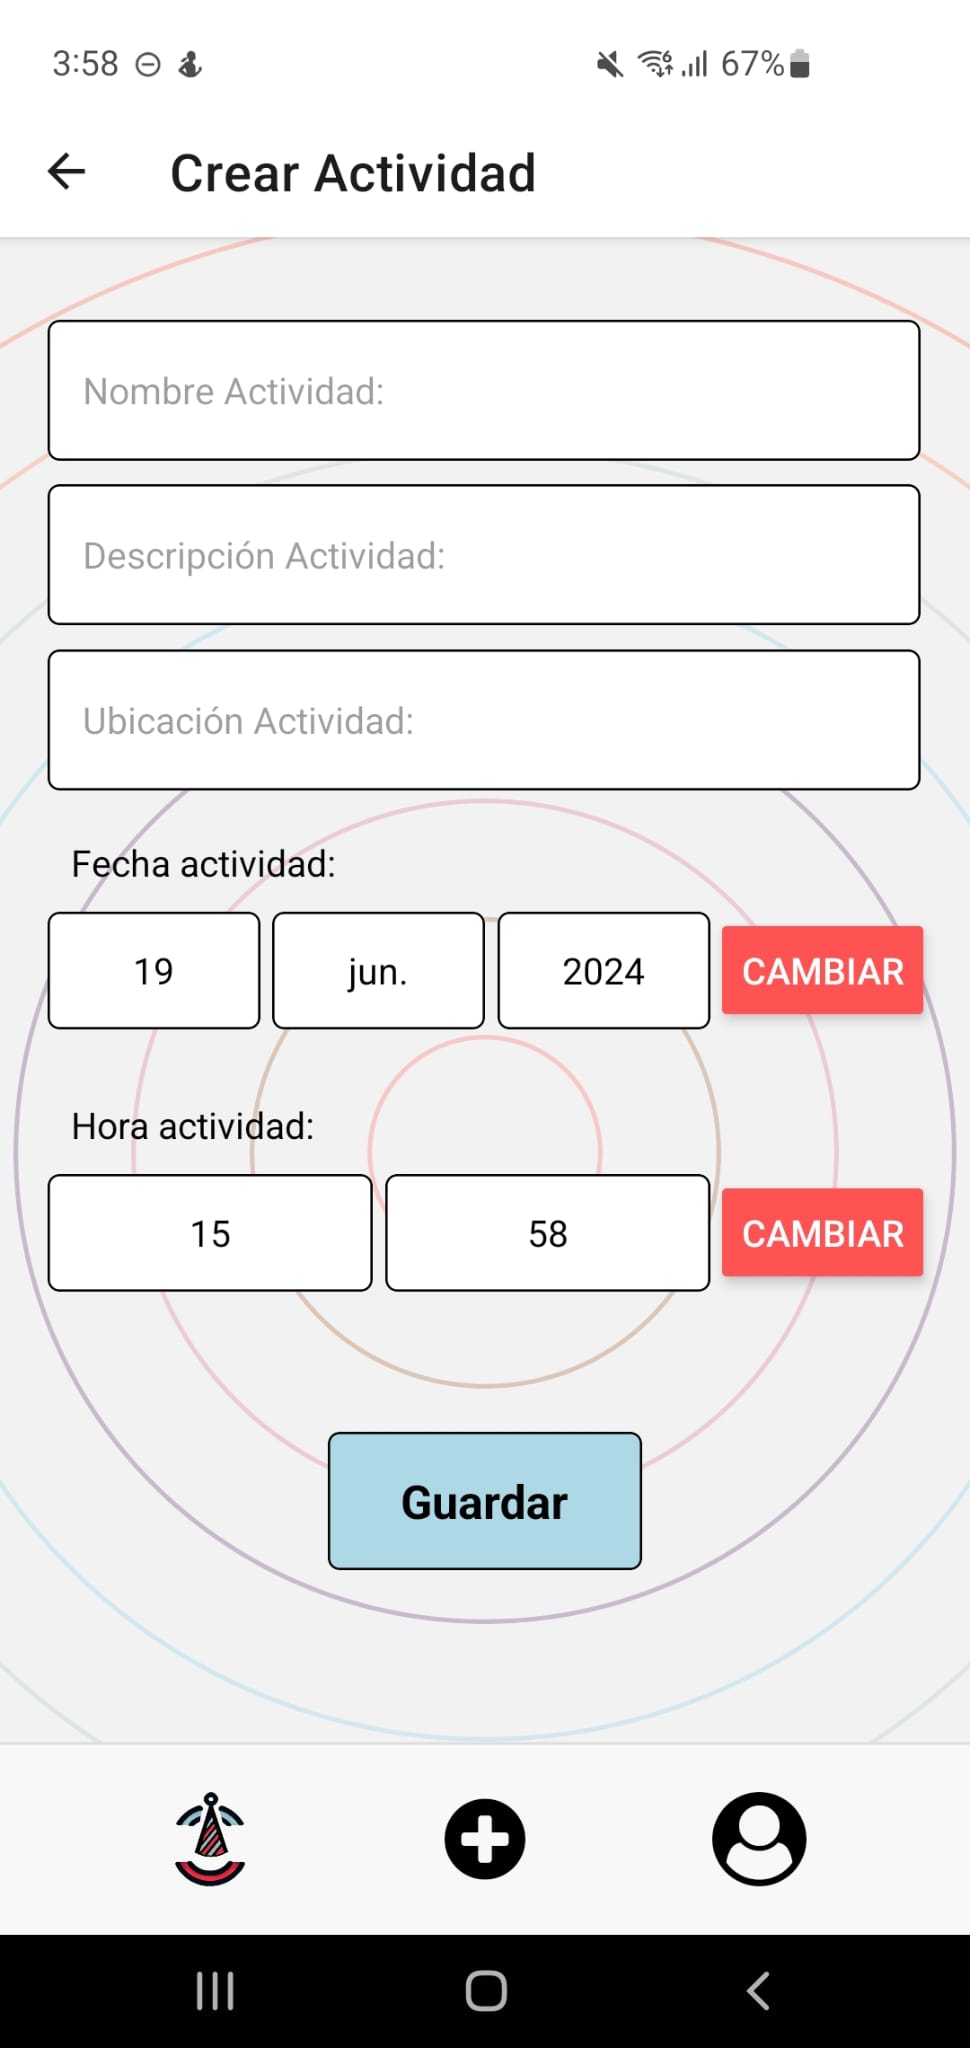 3:58 67%
Crear Actividad
Nombre Actividad:
Descripción Actividad:
Ubicación Actividad:
Fecha actividad:
19 jun. 2024 CAMBIAR
Hora actividad:
15 58 CAMBIAR
Guardar